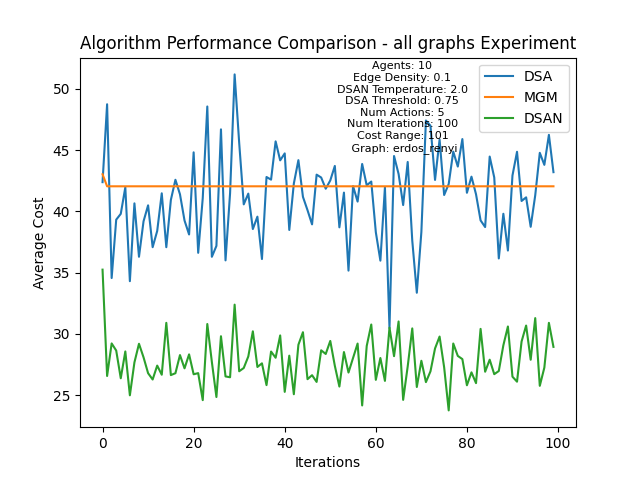 Algorithm Performance Comparison - all graphs Experiment
Agents: 10
Edge Density: 0.1
DSAN Temperature: 2.0
DSA Threshold: 0.75
Num Actions: 5
Num Iterations: 100
Cost Range: 101
Graph: erdos_renyi
DSA
MGM
DSAN
Average Cost
50
45
40
35
30
25
0
20
40
60
80
100
Iterations